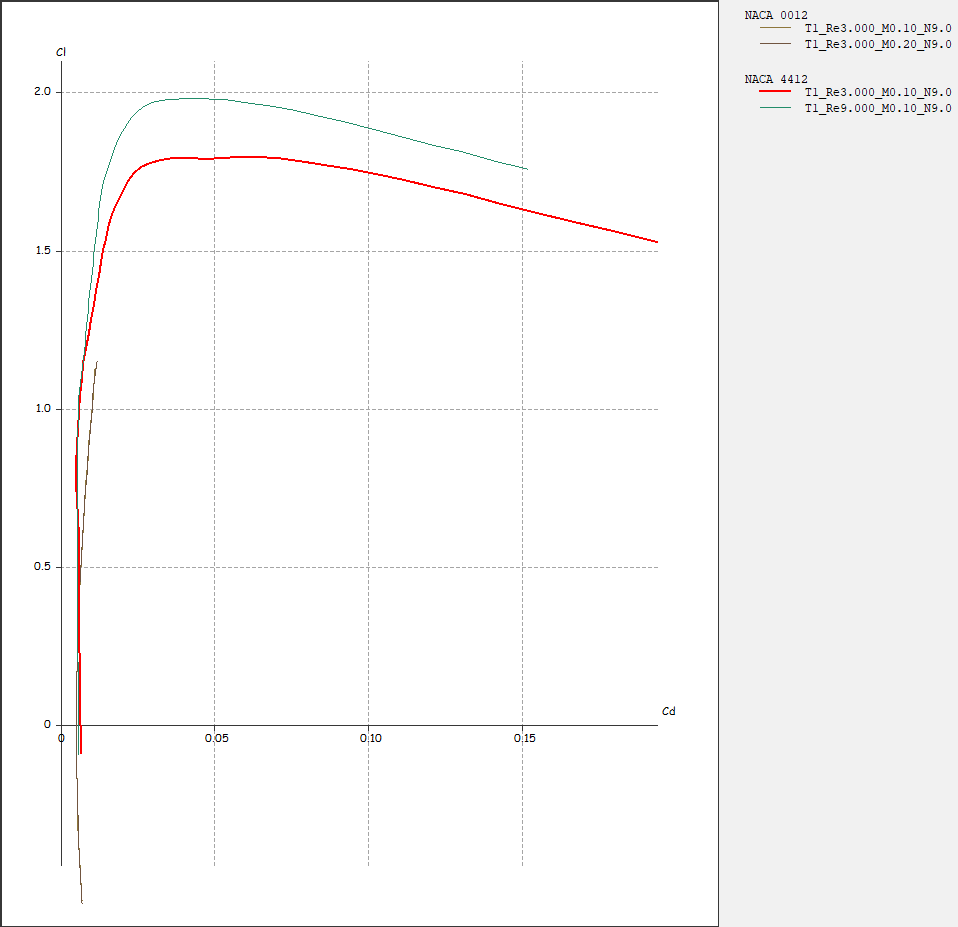 Cl
2.0
1.5
1.0
0.5
0
Cd
0
0.05
0.10
0.15
NACA 0012
T1_Re3.000_M0.10_N9.0
T1_Re3.000_M0.20_N9.0
NACA 4412
T1_Re3.000_M0.10_N9.0
T1_Re9.000_M0.10_N9.0